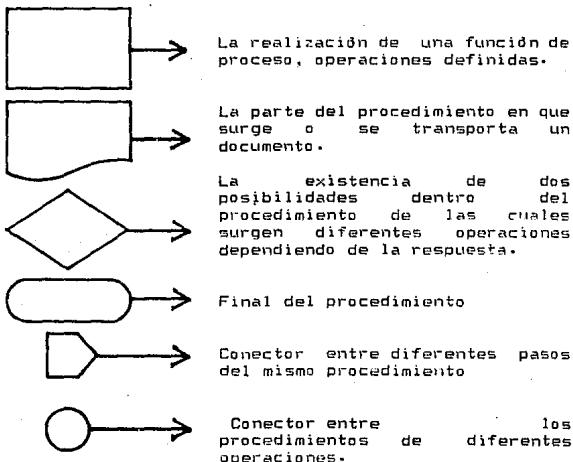 La realización de una función de
proceso, operaciones definidas.
La parte del procedimiento en que
surge o se transporta un
documento.
La existencia de dos
posibilidades dentro del
procedimiento de las cuales
surgen diferentes operaciones
dependiendo de la respuesta.
Final del procedimiento
Conector entre diferentes pasos
del mismo procedimiento
Conector entre los
procedimientos de diferentes
operaciones.